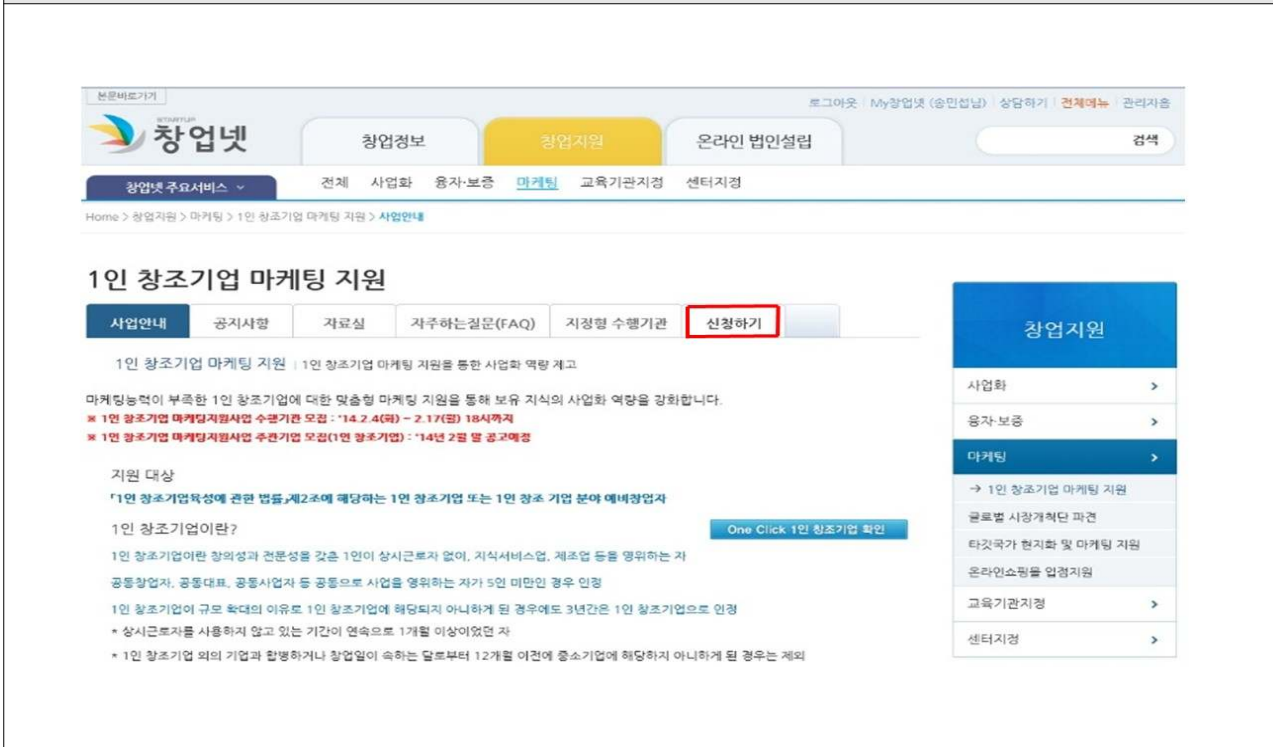 본문바로가기
로그아웃 My창업넷 (송민섭님) 상담하기 전체메뉴 관리자홈
STARTUP
창업넷
창업정보 창업지원 온라인 법인설립
검색
창업넷 주요서비스
전체 사업화 융자·보증 마케팅 교육기관지정 센터지정
Home > 창업지원 > 마케팅 > 1인 창조기업 마케팅 지원 > 사업안내
1인 창조기업 마케팅 지원
사업안내 공지사항 자료실 자주하는질문(FAQ) 지정형 수행기관 신청하기
1인 창조기업 마케팅 지원 | 1인 창조기업 마케팅 지원을 통한 사업화 역량 제고
마케팅능력이 부족한 1인 창조기업에 대한 맞춤형 마케팅 지원을 통해 보유 지식의 사업화 역량을 강화합니다.
※ 1인 창조기업 마케팅지원사업 수행기관 모집 : '14.2.4(화) ~ 2.17(월) 18시까지
※ 1인 창조기업 마케팅지원사업 주관기업 모집(1인 창조기업) : '14년 2월 말 공고예정
지원 대상
「1인 창조기업육성에 관한 법률」제2조에 해당하는 1인 창조기업 또는 1인 창조 기업 분야 예비창업자
1인 창조기업이란?
One Click 1인 창조기업 확인
1인 창조기업이란 창의성과 전문성을 갖춘 1인이 상시근로자 없이, 지식서비스업, 제조업 등을 영위하는 자
공동창업자, 공동대표, 공동사업자 등 공동으로 사업을 영위하는 자가 5인 미만인 경우 인정
1인 창조기업이 규모 확대의 이유로 1인 창조기업에 해당되지 아니하게 된 경우에도 3년간은 1인 창조기업으로 인정
* 상시근로자를 사용하지 않고 있는 기간이 연속으로 1개월 이상이었던 자
* 1인 창조기업 외의 기업과 합병하거나 창업일이 속하는 달로부터 12개월 이전에 중소기업에 해당하지 아니하게 된 경우는 제외
창업지원
사업화
융자·보증
마케팅
→ 1인 창조기업 마케팅 지원
글로벌 시장개척단 파견
타깃국가 현지화 및 마케팅 지원
온라인쇼핑몰 입점지원
교육기관지정
센터지정